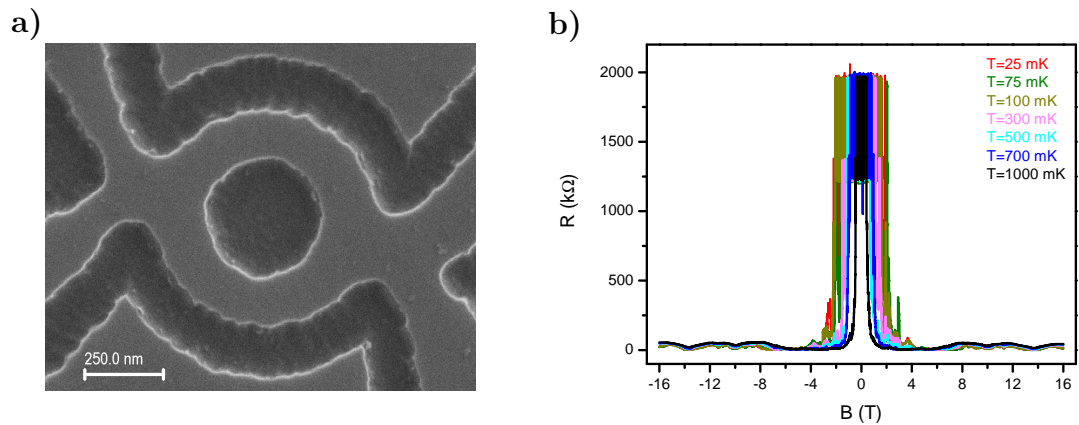 a)
250.0 nm
b)
R (kΩ)
2000
1500
1000
500
0
T=25 mK
T=75 mK
T=100 mK
T=300 mK
T=500 mK
T=700 mK
T=1000 mK
-16 -12 -8 -4 0 4 8 12 16
B (T)